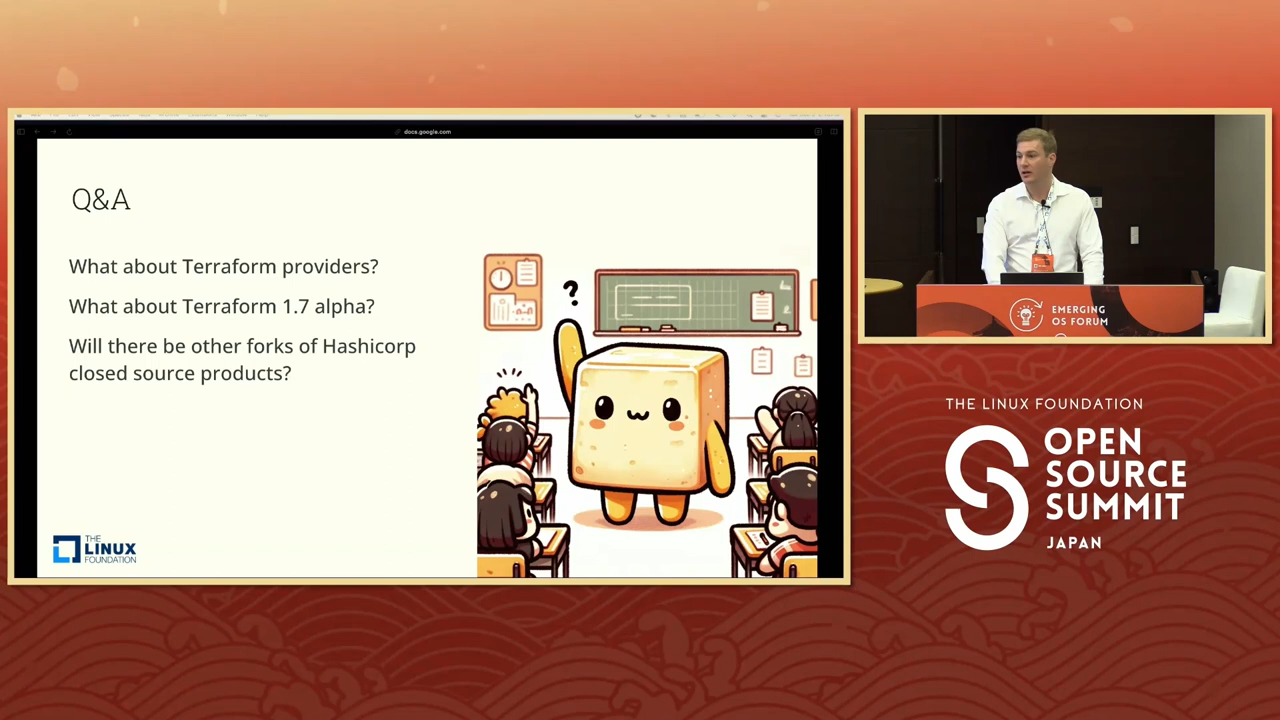 docs.google.com
Q&A
What about Terraform providers?
What about Terraform 1.7 alpha?
Will there be other forks of Hashicorp
closed source products?
?
THE
LINUX
FOUNDATION
EMERGING
OS FORUM
THE LINUX FOUNDATION
OPEN
SOURCE
SUMMIT
JAPAN